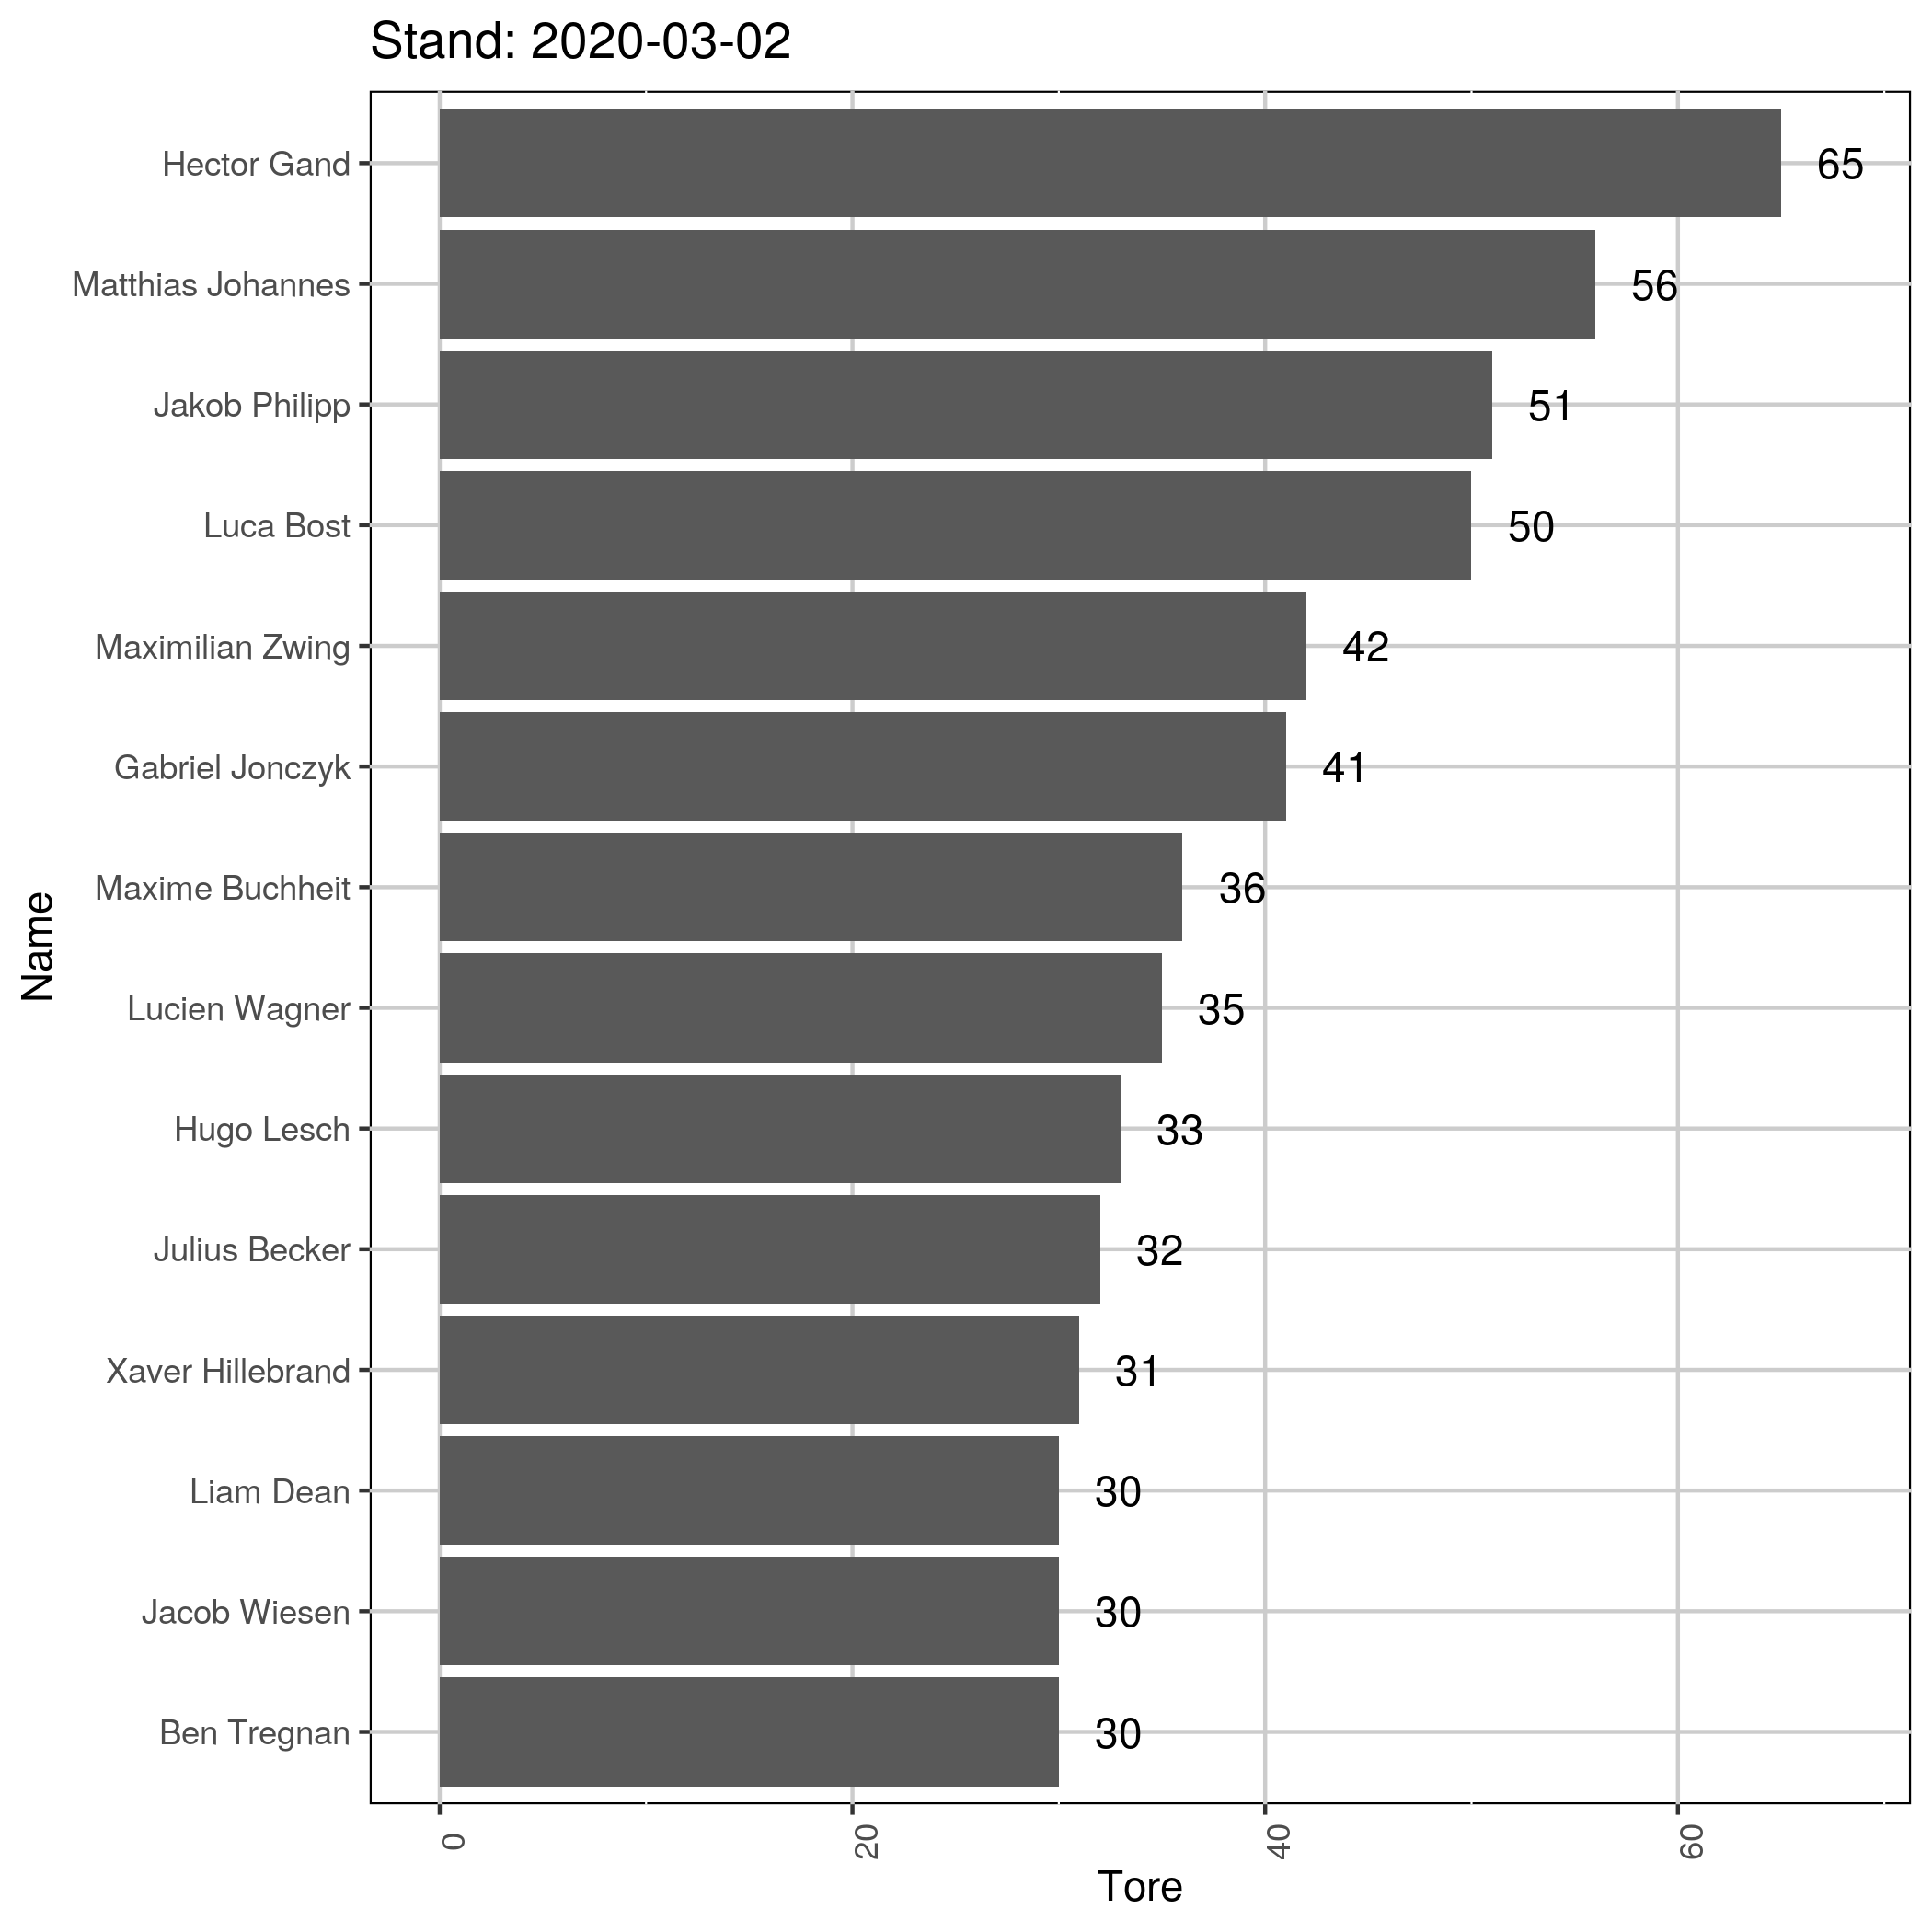 Stand: 2020-03-02
Hector Gand 65
Matthias Johannes 56
Jakob Philipp 51
Luca Bost 50
Maximilian Zwing 42
Gabriel Jonczyk 41
Maxime Buchheit 36
Lucien Wagner 35
Hugo Lesch 33
Julius Becker 32
Xaver Hillebrand 31
Liam Dean 30
Jacob Wiesen 30
Ben Tregnan 30
Name
0 20 40 60
Tore